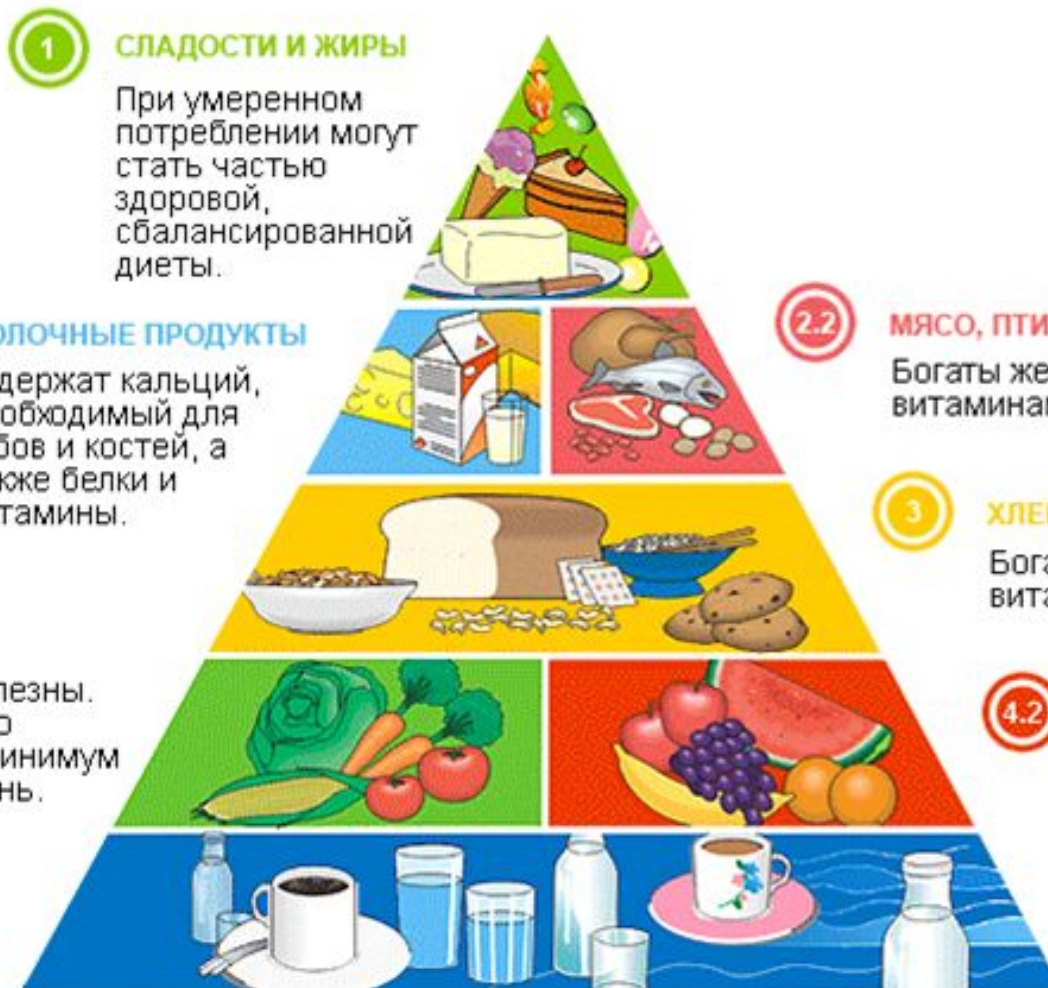 1
СЛАДОСТИ И ЖИРЫ
При умеренном
потреблении могут
стать частью
здоровой,
сбалансированной
диеты.
ОЛОЧНЫЕ ПРОДУКТЫ
держат кальций,
обходимый для
бов и костей, а
кже белки и
тамины.
2.2
МЯСО, ПТИ
Богаты же
витамина
3
ХЛЕ
Бога
вита
лезны.
о
инимум
нь.
4.2